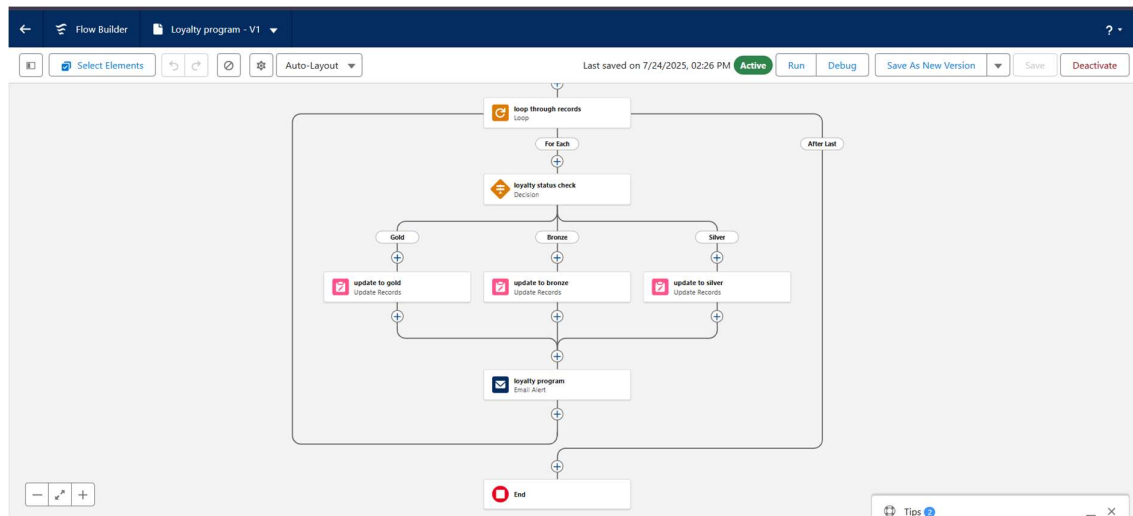 Flow Builder
Loyalty program - V1
?
Select Elements
Auto-Layout
Last saved on 7/24/2025, 02:26 PM
Active
Run
Debug
Save As New Version
Save
Deactivate
loop through records
Loop
For Each
After Last
loyalty status check
Decision
Gold
Bronze
Silver
update to gold
Update Records
update to bronze
Update Records
update to silver
Update Records
loyalty program
Email Alert
End
Tips 2